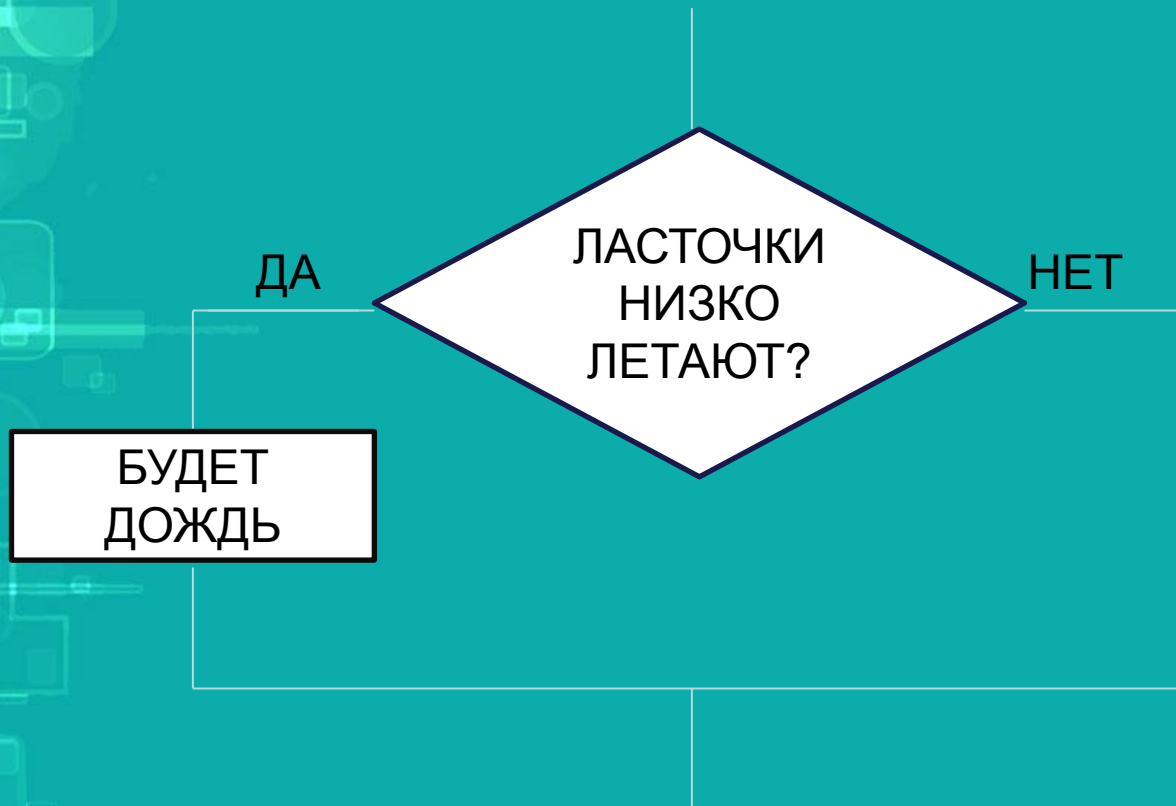 ДА
ЛАСТОЧКИ
НИЗКО
ЛЕТАЮТ?
НЕТ
БУДЕТ
ДОЖДЬ